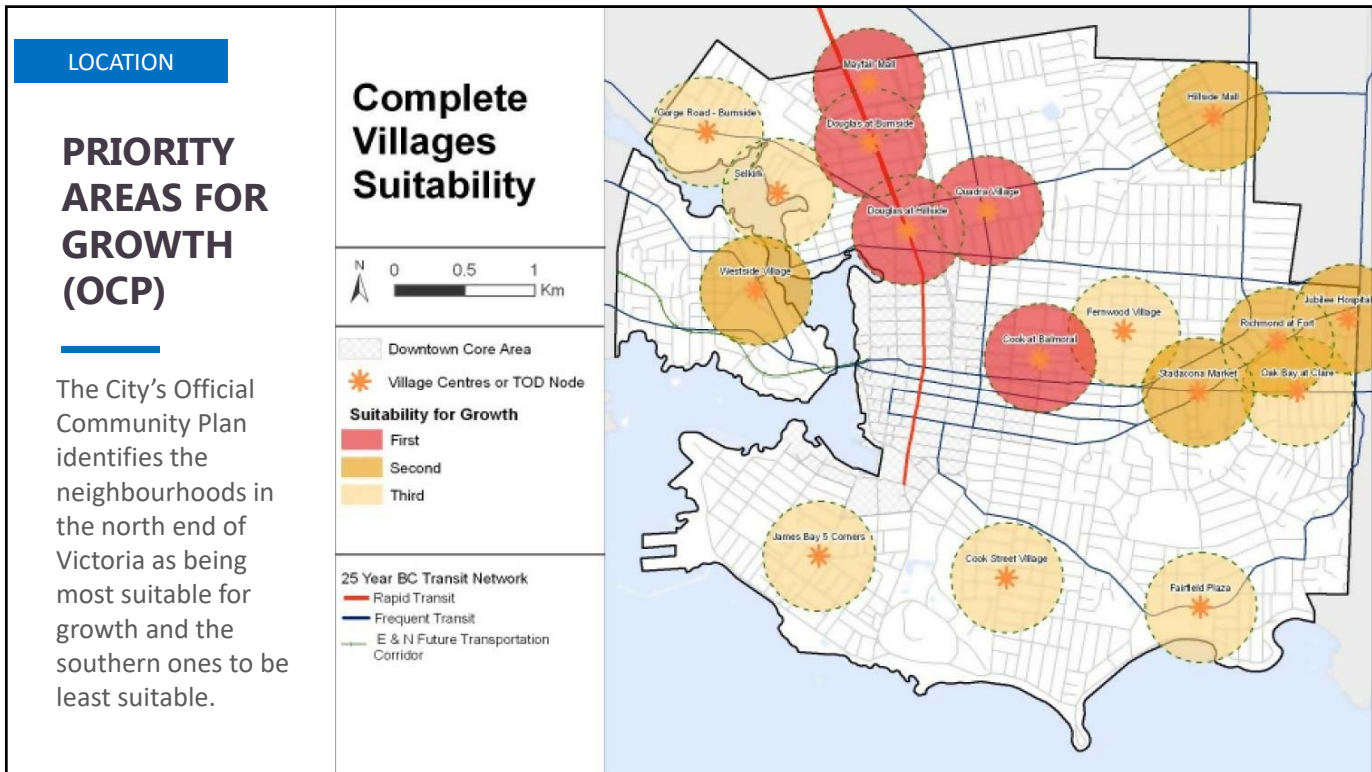 LOCATION
PRIORITY
AREAS FOR
GROWTH
(OCP)
The City’s Official
Community Plan
identifies the
neighbourhoods in
the north end of
Victoria as being
most suitable for
growth and the
southern ones to be
least suitable.
Complete
Villages
Suitability
N
0 0.5 1
Km
Downtown Core Area
Village Centres or TOD Node
Suitability for Growth
First
Second
Third
25 Year BC Transit Network
Rapid Transit
Frequent Transit
E & N Future Transportation
Corridor
Mayfair Mall
Gorge Road - Burnside
Douglas at Burnside
Hillside Mall
Selkirk
Quadra Village
Douglas at Hillside
Westside Village
Jubilee Hospital
Fernwood Village
Richmond at Fort
Cook at Balmoral
Stadacona Market
Oak Bay at Clare
James Bay 5 Corners
Cook Street Village
Fairfield Plaza